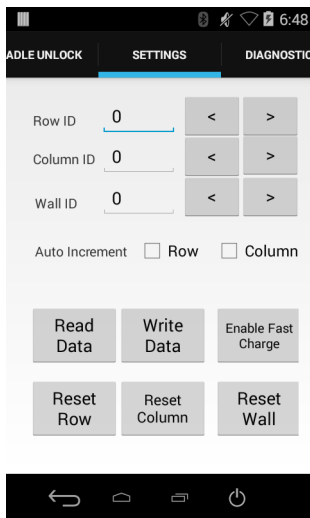 6:48
ADLE UNLOCK SETTINGS DIAGNOSTIC
Row ID 0 < >
Column ID 0 < >
Wall ID 0 < >
Auto Increment Row Column
Read Data Write Data Enable Fast Charge
Reset Row Reset Column Reset Wall